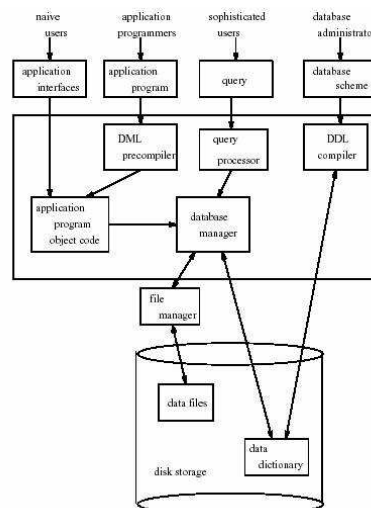 naive
users
application
programmers
sophisticated
users
database
administrato
application
interfaces
application
program
query
database
scheme
DML
precompiler
query
processor
DDL
compiler
application
program
object code
database
manager
file
manager
data files
data
dictionary
disk storage